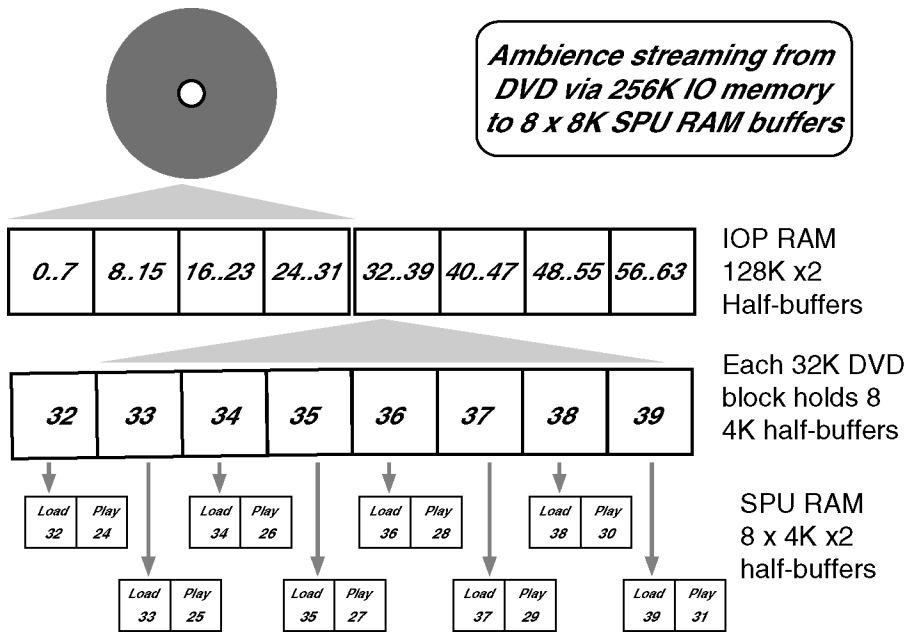 Ambience streaming from
DVD via 256K IO memory
to 8 x 8K SPU RAM buffers
0..7 8..15 16..23 24..31 32..39 40..47 48..55 56..63
IOP RAM
128K x2
Half-buffers
32 33 34 35 36 37 38 39
Each 32K DVD
block holds 8
4K half-buffers
Load Play Load Play Load Play Load Play
32 24 34 26 36 28 38 30
SPU RAM
8 x 4K x2
half-buffers
Load Play Load Play Load Play Load Play
33 25 35 27 37 29 39 31